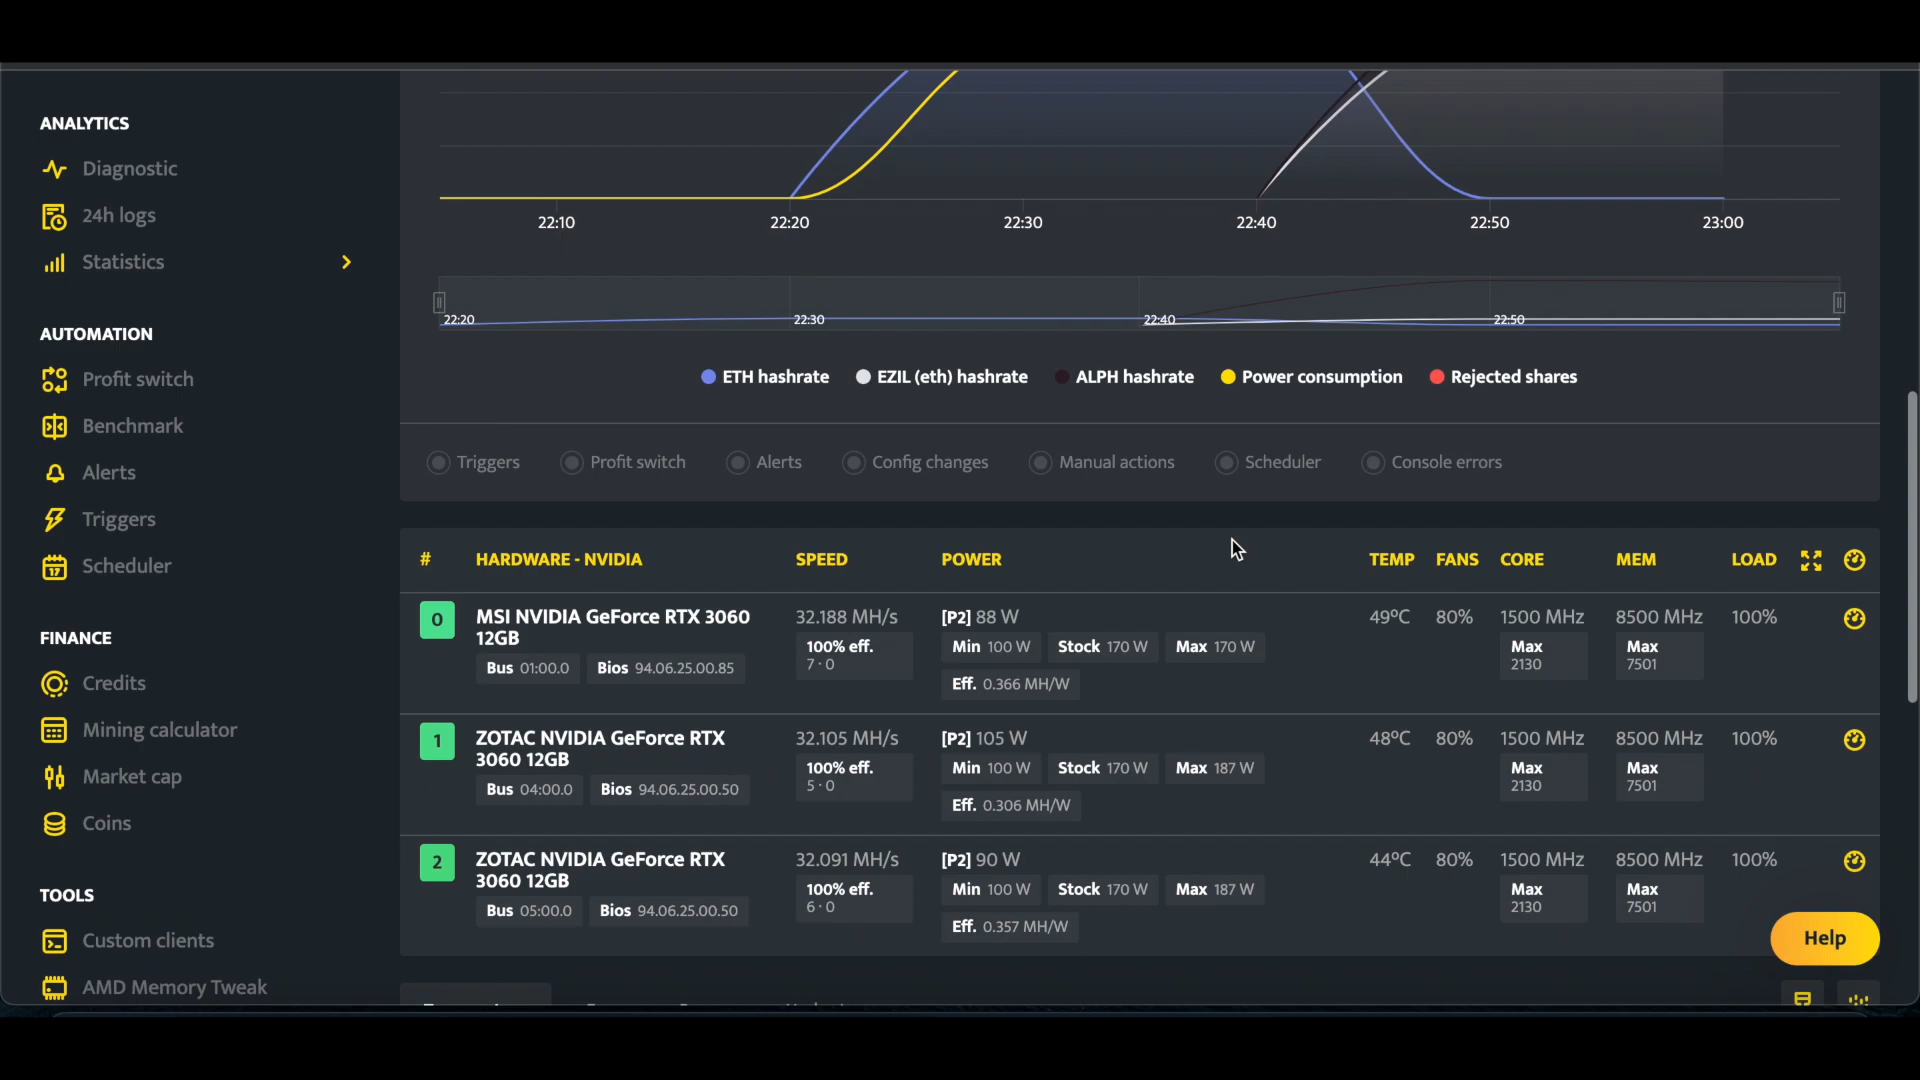 ANALYTICS
Diagnostic
24h logs
Statistics
AUTOMATION
Profit switch
Benchmark
Alerts
Triggers
Scheduler
FINANCE
Credits
Mining calculator
Market cap
Coins
TOOLS
Custom clients
AMD Memory Tweak
22:10 22:20 22:30 22:40 22:50 23:00
22:20 22:30 22:40 22:50
ETH hashrate EZIL (eth) hashrate ALPH hashrate Power consumption Rejected shares
Triggers Profit switch Alerts Config changes Manual actions Scheduler Console errors
# HARDWARE - NVIDIA SPEED POWER TEMP FANS CORE MEM LOAD
0 MSI NVIDIA GeForce RTX 3060 32.188 MH/s [P2] 88 W 49ºC 80% 1500 MHz 8500 MHz 100%
12GB 100% eff. Min 100 W Stock 170 W Max 170 W Max Max
Bus 01:00.0 Bios 94.06.25.00.85 7 · 0 2130 7501
Eff. 0.366 MH/W
1 ZOTAC NVIDIA GeForce RTX 32.105 MH/s [P2] 105 W 48ºC 80% 1500 MHz 8500 MHz 100%
3060 12GB 100% eff. Min 100 W Stock 170 W Max 187 W Max Max
Bus 04:00.0 Bios 94.06.25.00.50 5 · 0 2130 7501
Eff. 0.306 MH/W
2 ZOTAC NVIDIA GeForce RTX 32.091 MH/s [P2] 90 W 44ºC 80% 1500 MHz 8500 MHz 100%
3060 12GB 100% eff. Min 100 W Stock 170 W Max 187 W Max Max
Bus 05:00.0 Bios 94.06.25.00.50 6 · 0 2130 7501
Eff. 0.357 MH/W
Help